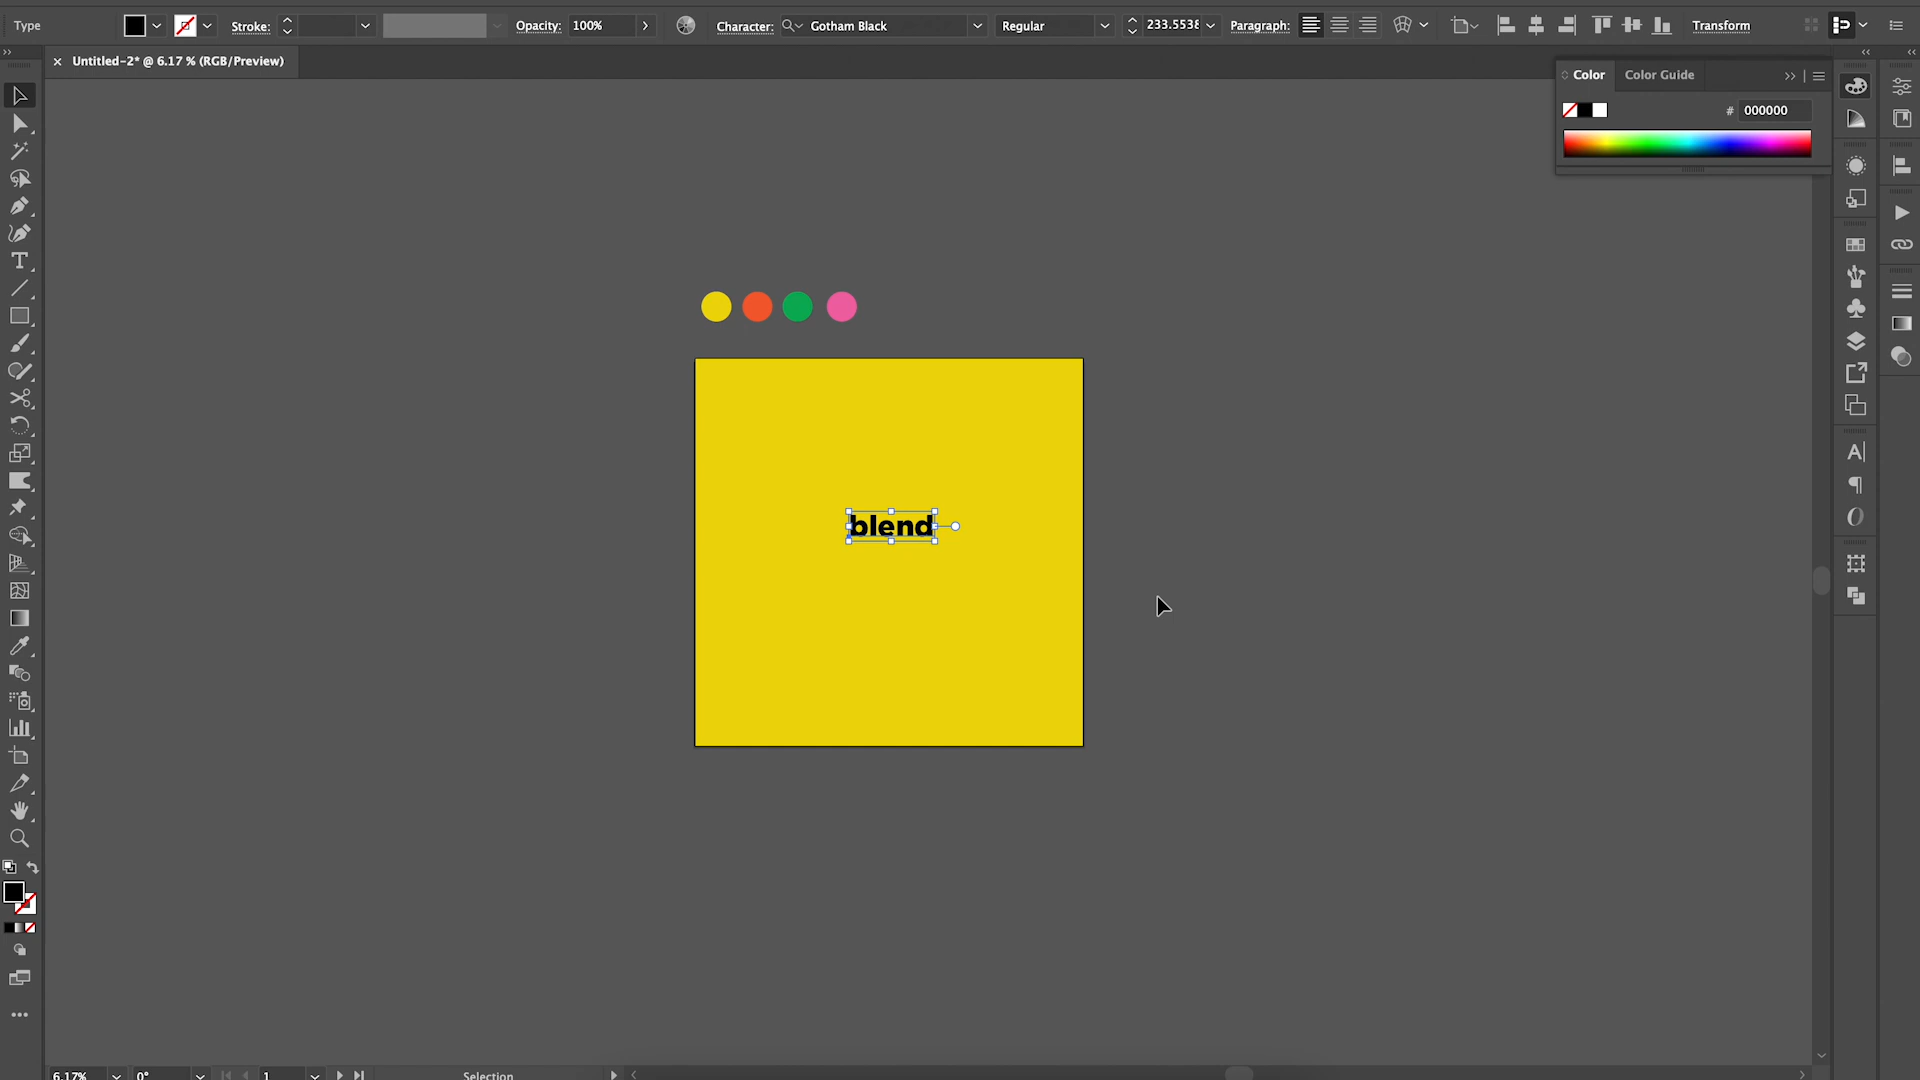 Type
Stroke:
Opacity: 100%
Character: Gotham Black
Regular
233.5538
Paragraph:
Transform
× Untitled-2* @ 6.17 % (RGB/Preview)
Color
Color Guide
# 000000
blend
6.17%
0°
1
Selection